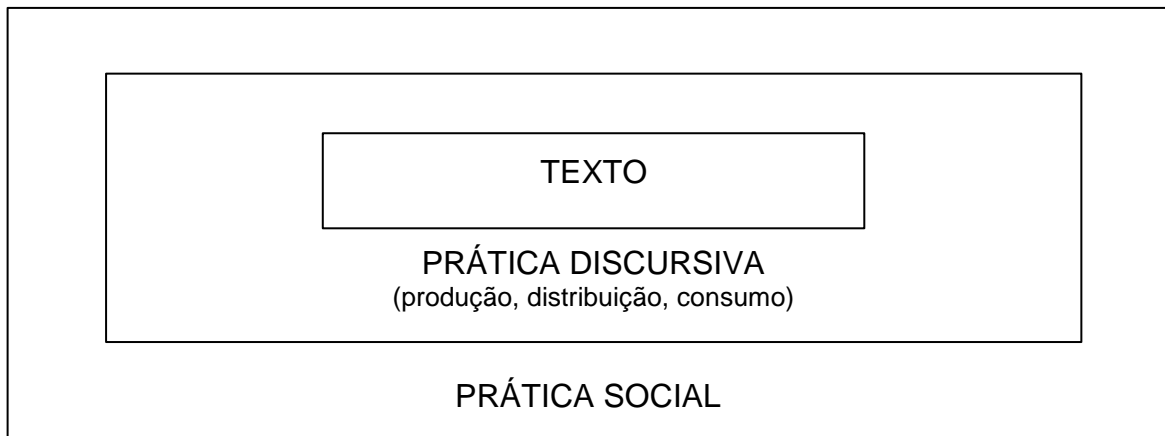 TEXTO
PRÁTICA DISCURSIVA
(produção, distribuição, consumo)
PRÁTICA SOCIAL